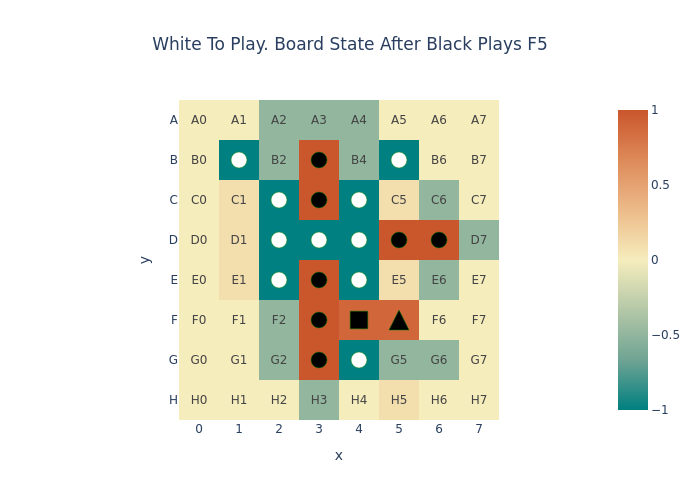 White To Play. Board State After Black Plays F5
A A0 A1 A2 A3 A4 A5 A6 A7
B B0 B2 B4 B6 B7
C C0 C1 C5 C6 C7
D D0 D1 D7
E E0 E1 E5 E6 E7
F F0 F1 F2 F6 F7
G G0 G1 G2 G5 G6 G7
H H0 H1 H2 H3 H4 H5 H6 H7
0 1 2 3 4 5 6 7
x
y
1
0.5
0
−0.5
−1